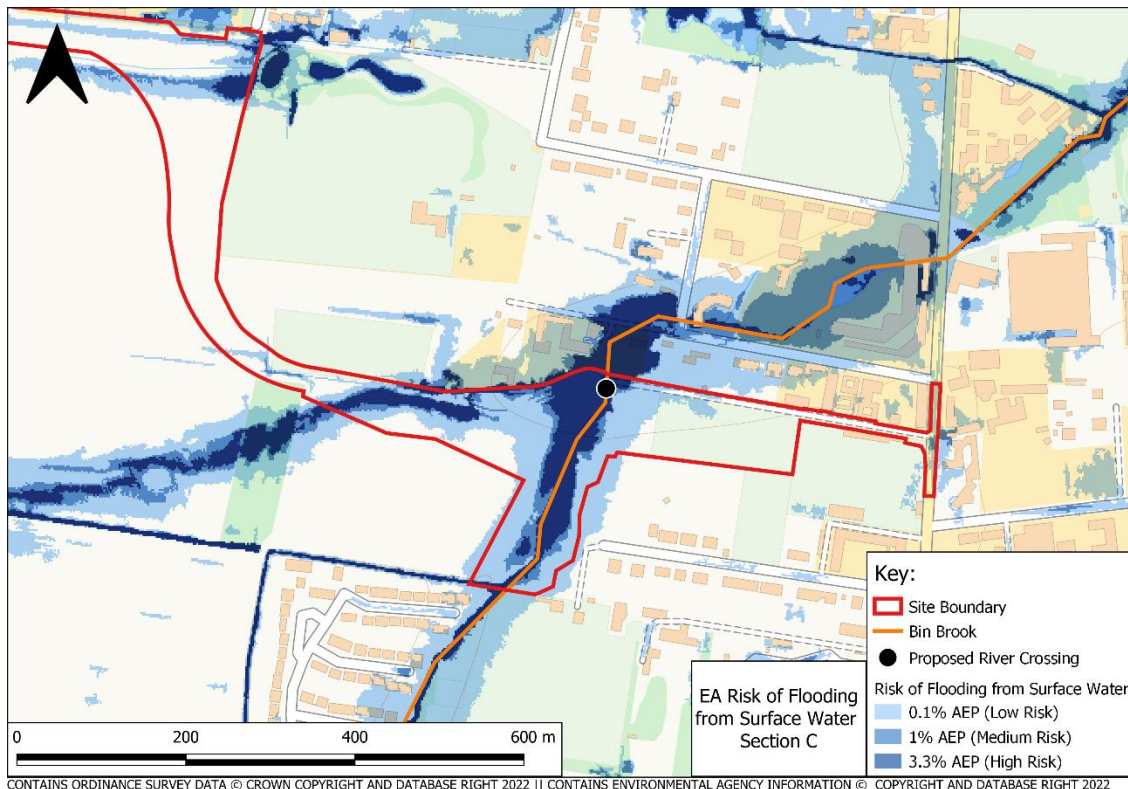 Key:
Site Boundary
Bin Brook
Proposed River Crossing
Risk of Flooding from Surface Water
0.1% AEP (Low Risk)
1% AEP (Medium Risk)
3.3% AEP (High Risk)
EA Risk of Flooding
from Surface Water
Section C
0 200 400 600 m
CONTAINS ORDINANCE SURVEY DATA © CROWN COPYRIGHT AND DATABASE RIGHT 2022 || CONTAINS ENVIRONMENTAL AGENCY INFORMATION © COPYRIGHT AND DATABASE RIGHT 2022